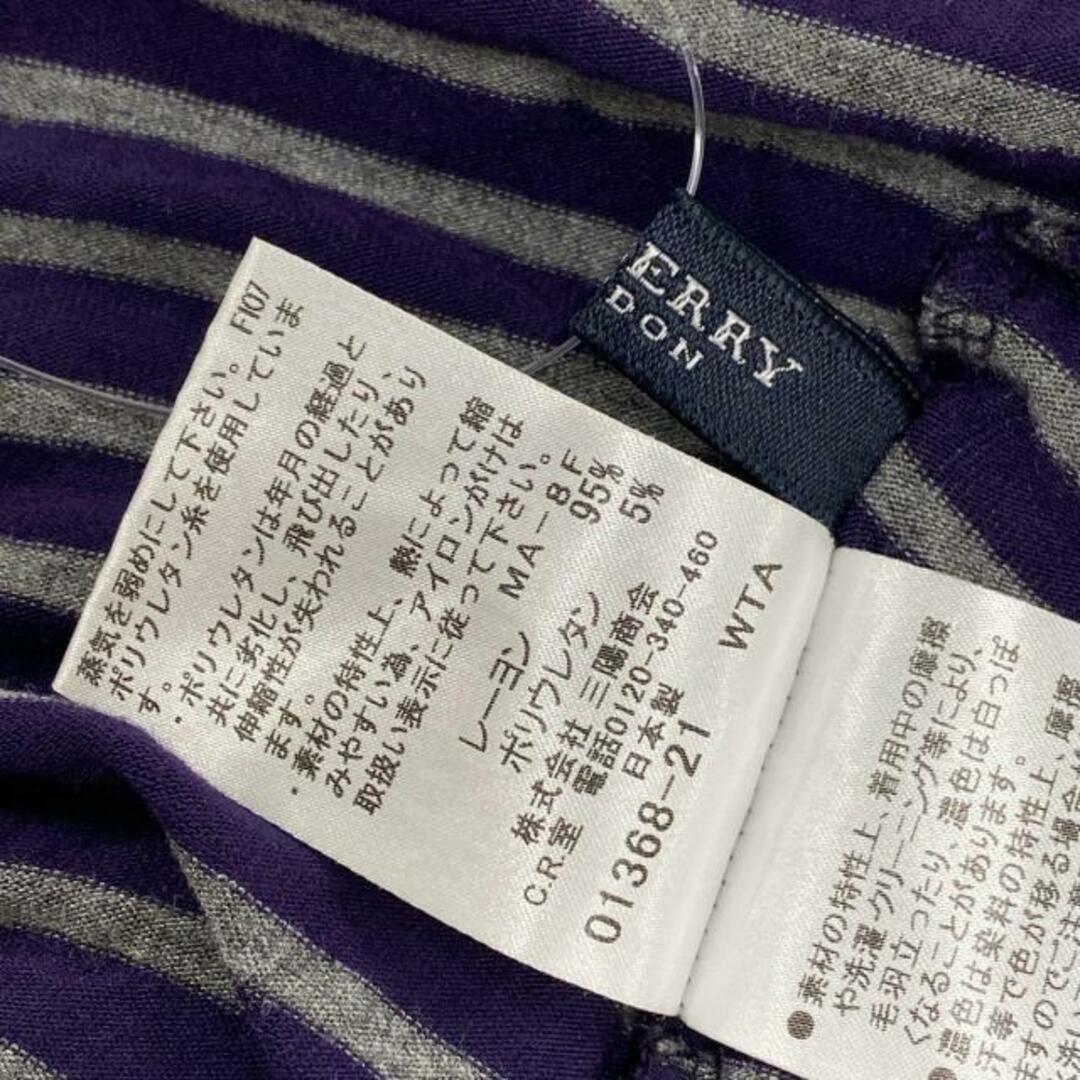 ERRY
DON
F107
蒸気を弱めにして下さい。
ポリウレタン糸を使用していま
す。
・ポリウレタンは年月の経過と
共に劣化し、飛び出したり、
伸縮性が失われることがあり
ます。
・素材の特性上、熱によって縮
みやすい為、アイロンがけは
取扱い表示に従って下さい。
MA-8F
レーヨン 95%
ポリウレタン 5%
株式会社 三陽商会
C.R.室 電話0120-340-460
日本製
01368-21 WTA
●素材の特性上、着用中の摩擦
や洗濯・クリーニング等により、
毛羽立ったり、濃色は白っぽ
くなることがあります。
●濃色は染料の特性上、摩擦
汗等で色が移る場合が
ますのでご注意